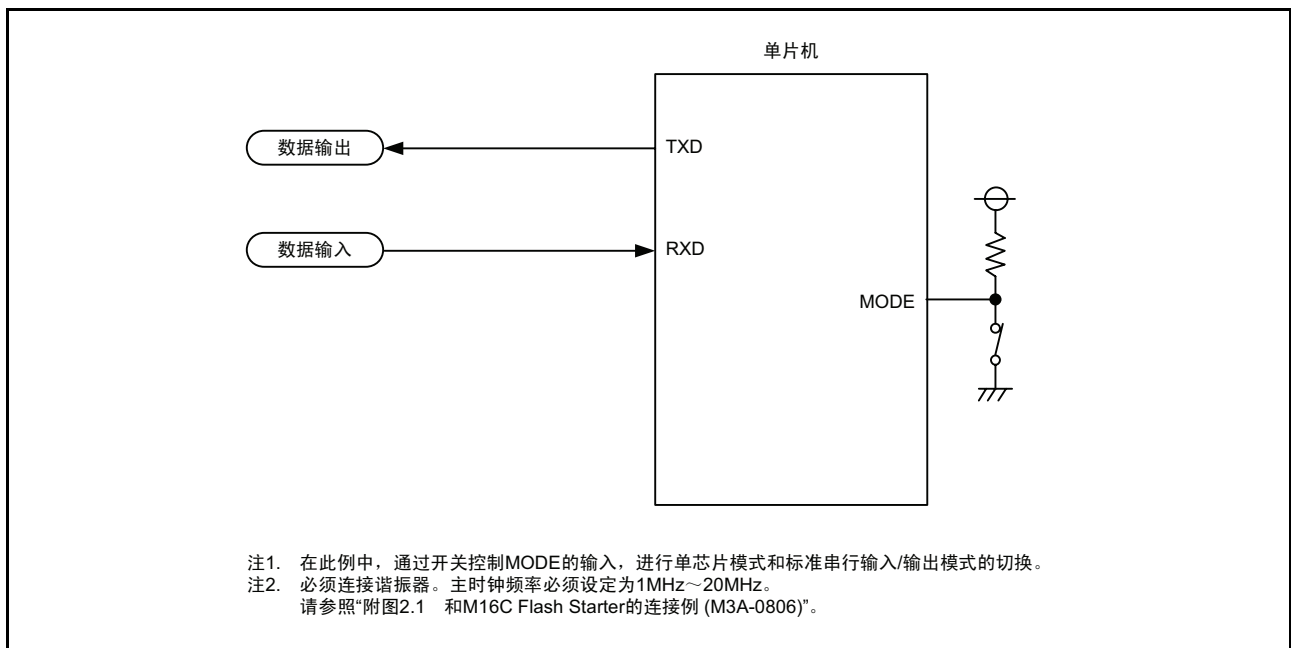 单片机
数据输出
TXD
数据输入
RXD
MODE
注1. 在此例中，通过开关控制MODE的输入，进行单芯片模式和标准串行输入/输出模式的切换。
注2. 必须连接谐振器。主时钟频率必须设定为1MHz～20MHz。
请参照“附图2.1 和M16C Flash Starter的连接例 (M3A-0806)”。